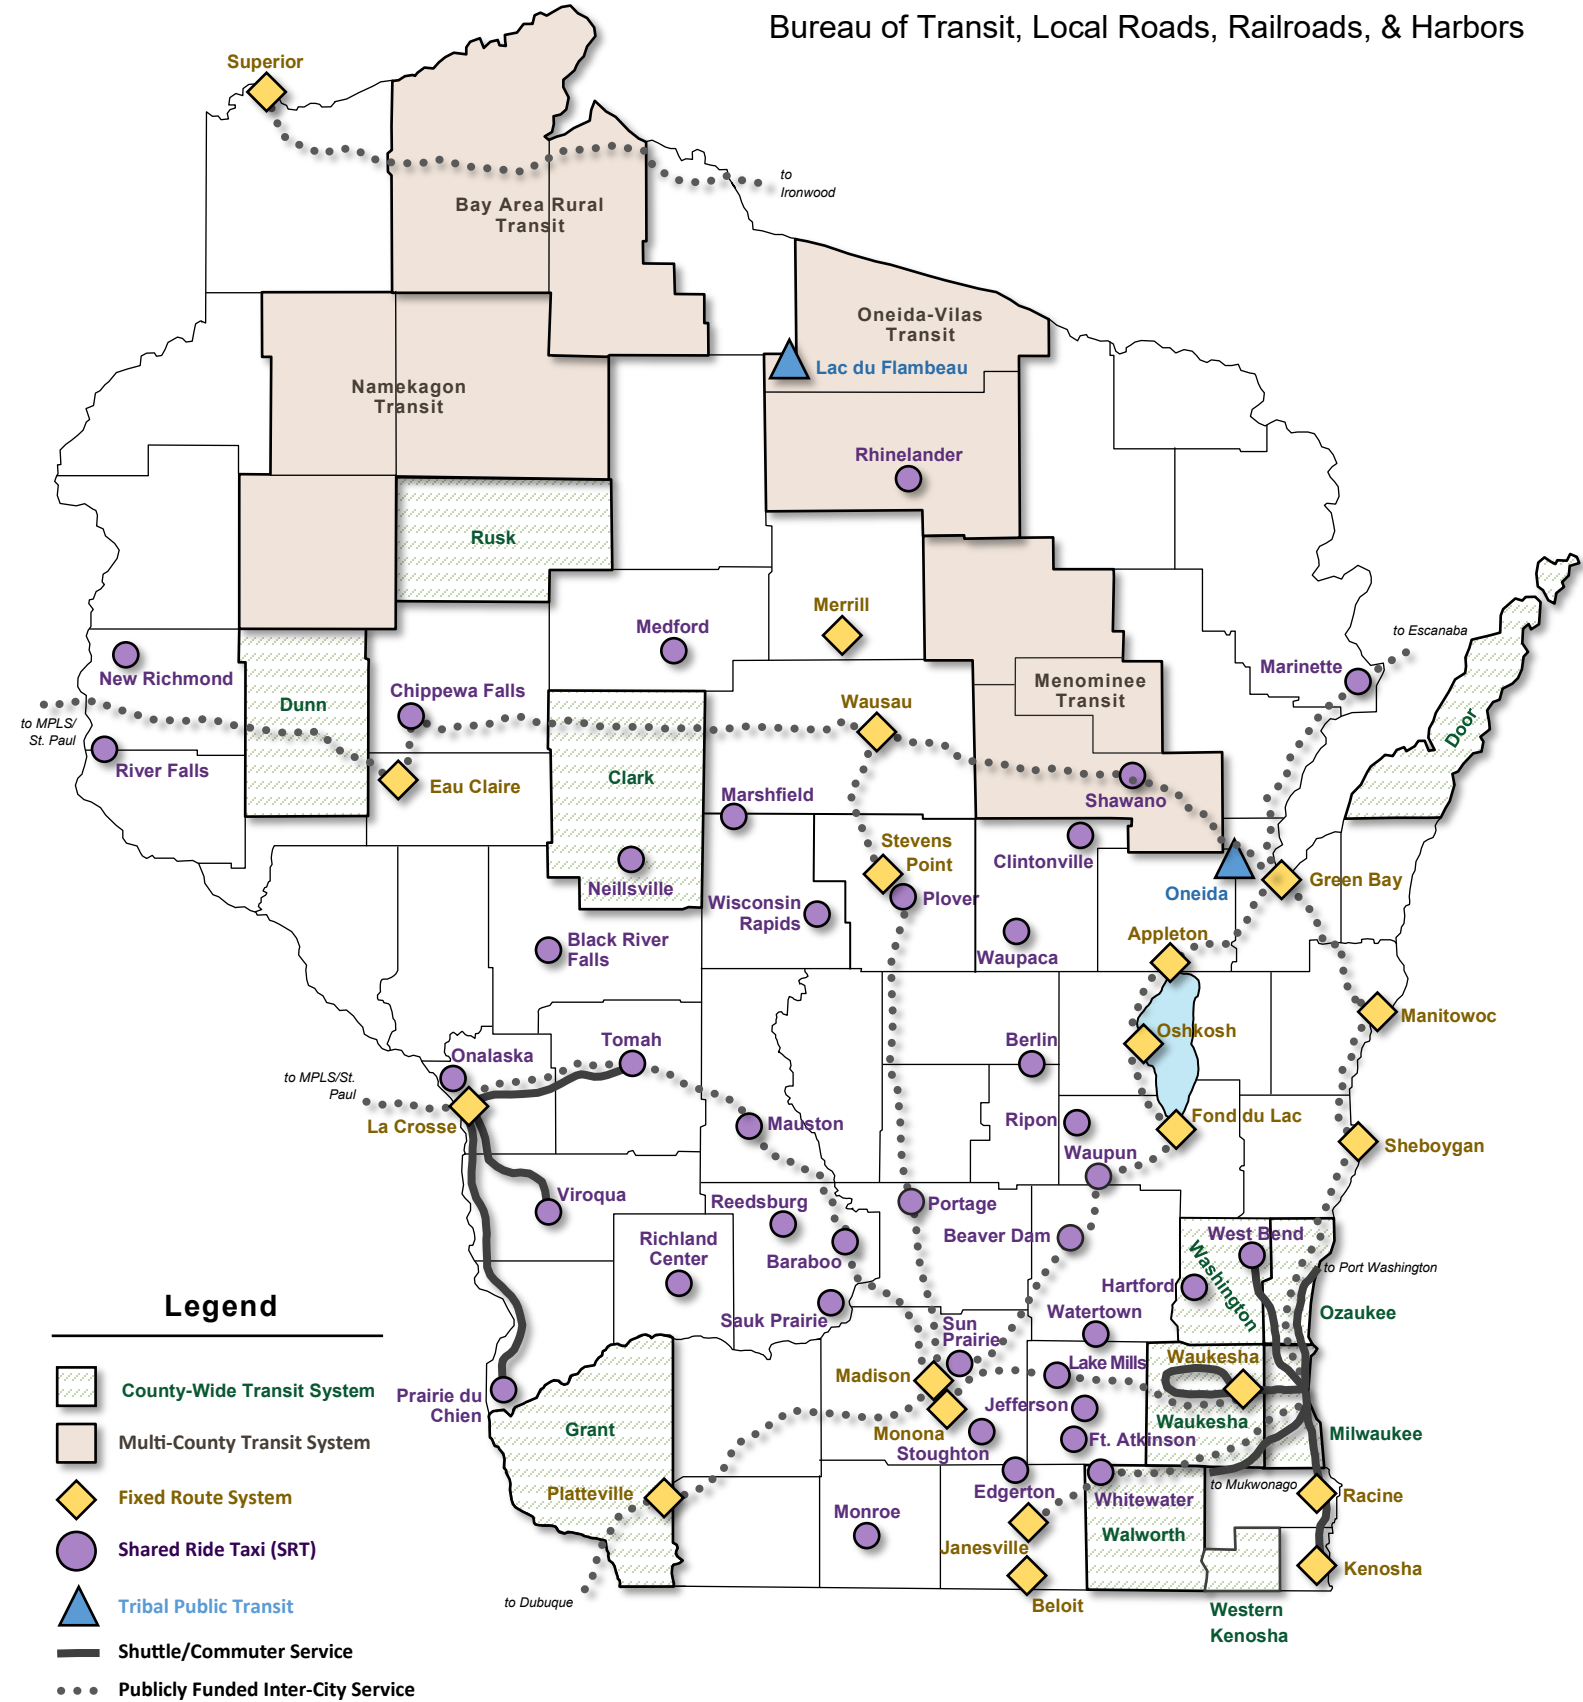 Bureau of Transit, Local Roads, Railroads, & Harbors
Superior
to
Ironwood
Bay Area Rural
Transit
Oneida-Vilas
Transit
Lac du Flambeau
Namekagon
Transit
Rhinelander
Rusk
Merrill
Medford
to Escanaba
Marinette
New Richmond
Chippewa Falls
Menominee
Transit
Dunn
Wausau
to MPLS/
St. Paul
Door
River Falls
Eau Claire
Clark
Marshfield
Shawano
Stevens
Point
Clintonville
Neillsville
Oneida
Green Bay
Plover
Wisconsin
Rapids
Black River
Falls
Appleton
Waupaca
Manitowoc
Oshkosh
Tomah
Berlin
Onalaska
to MPLS/St.
Paul
La Crosse
Mauston
Ripon
Fond du Lac
Sheboygan
Waupun
Viroqua
Reedsburg
Portage
Richland
Center
Beaver Dam
West Bend
Washington
Baraboo
to Port Washington
Hartford
Ozaukee
Sauk Prairie
Watertown
Sun
Prairie
Waukesha
Lake Mills
Madison
Prairie du
Chien
Jefferson
Waukesha
Grant
Monona
Milwaukee
Ft. Atkinson
Stoughton
to Mukwonago
Edgerton
Platteville
Whitewater
Racine
Monroe
Walworth
Janesville
Kenosha
to Dubuque
Beloit
Western
Kenosha
Legend
County-Wide Transit System
Multi-County Transit System
Fixed Route System
Shared Ride Taxi (SRT)
Tribal Public Transit
Shuttle/Commuter Service
Publicly Funded Inter-City Service